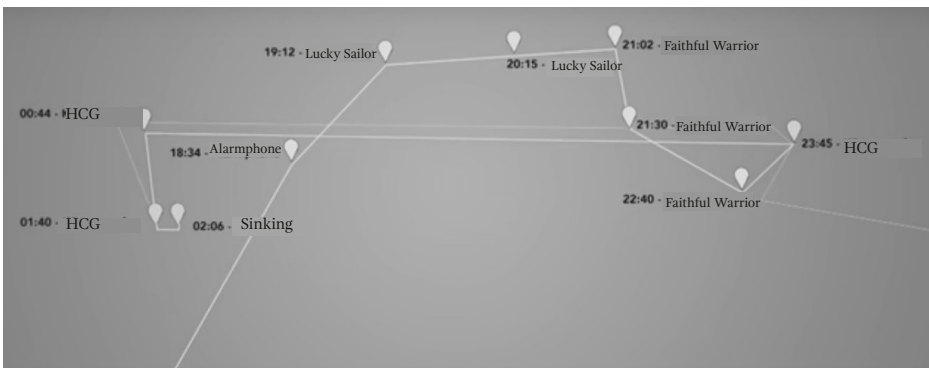 19:12 - Lucky Sailor
20:15 - Lucky Sailor
21:02 - Faithful Warrior
00:44 - HCG
18:34 - Alarmphone
21:30 - Faithful Warrior
23:45 - HCG
22:40 - Faithful Warrior
01:40 - HCG
02:06 - Sinking